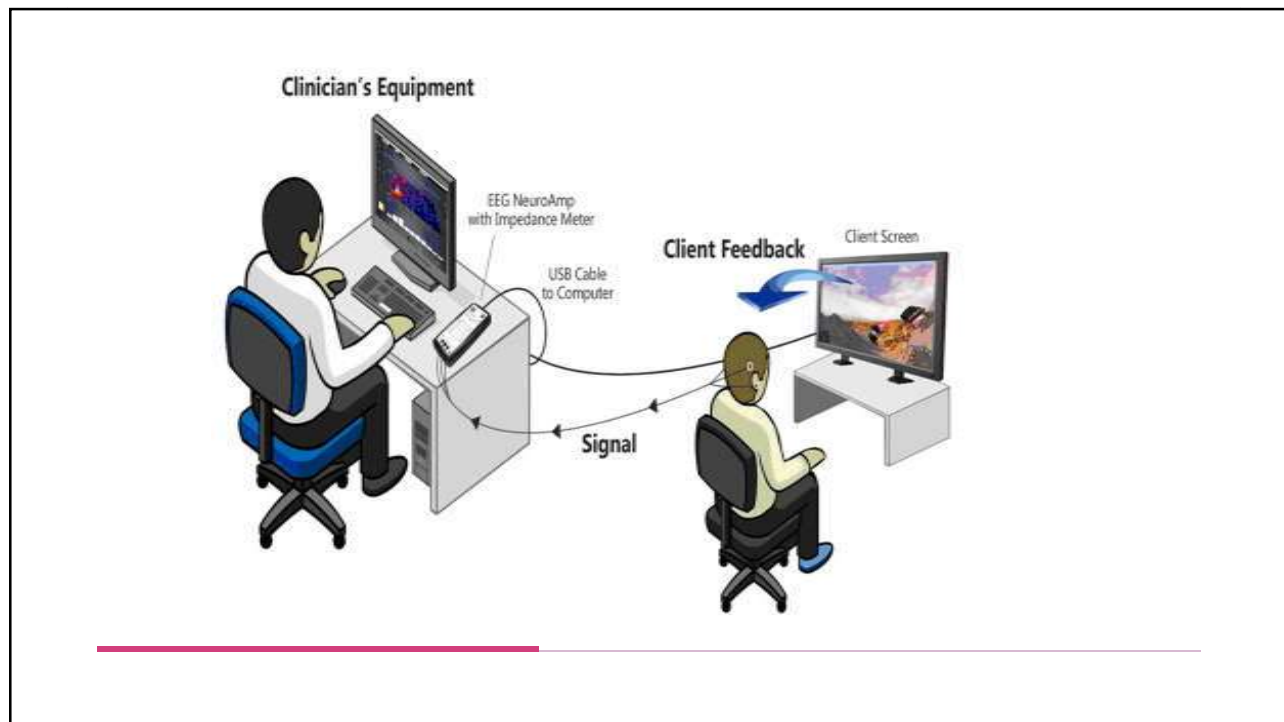 Clinician's Equipment
EEG NeuroAmp
with Impedance Meter
USB Cable
to Computer
Client Feedback
Client Screen
Signal